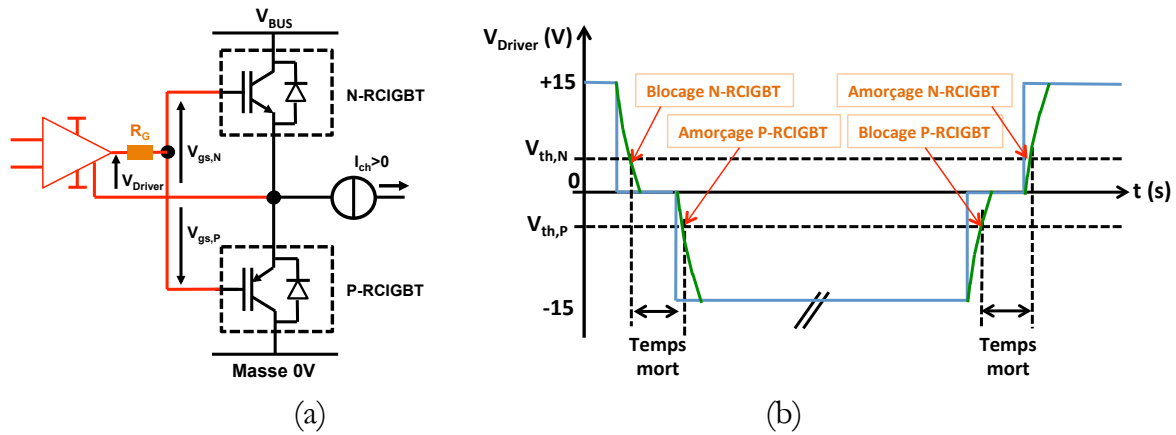 V_BUS
N-RCIGBT
R_G
V_gs,N
I_ch>0
V_Driver
V_gs,P
P-RCIGBT
Masse 0V
(a)
V_Driver (V)
+15
Blocage N-RCIGBT
Amorçage N-RCIGBT
Amorçage P-RCIGBT
Blocage P-RCIGBT
V_th,N
0
t (s)
V_th,P
-15
Temps
mort
Temps
mort
(b)